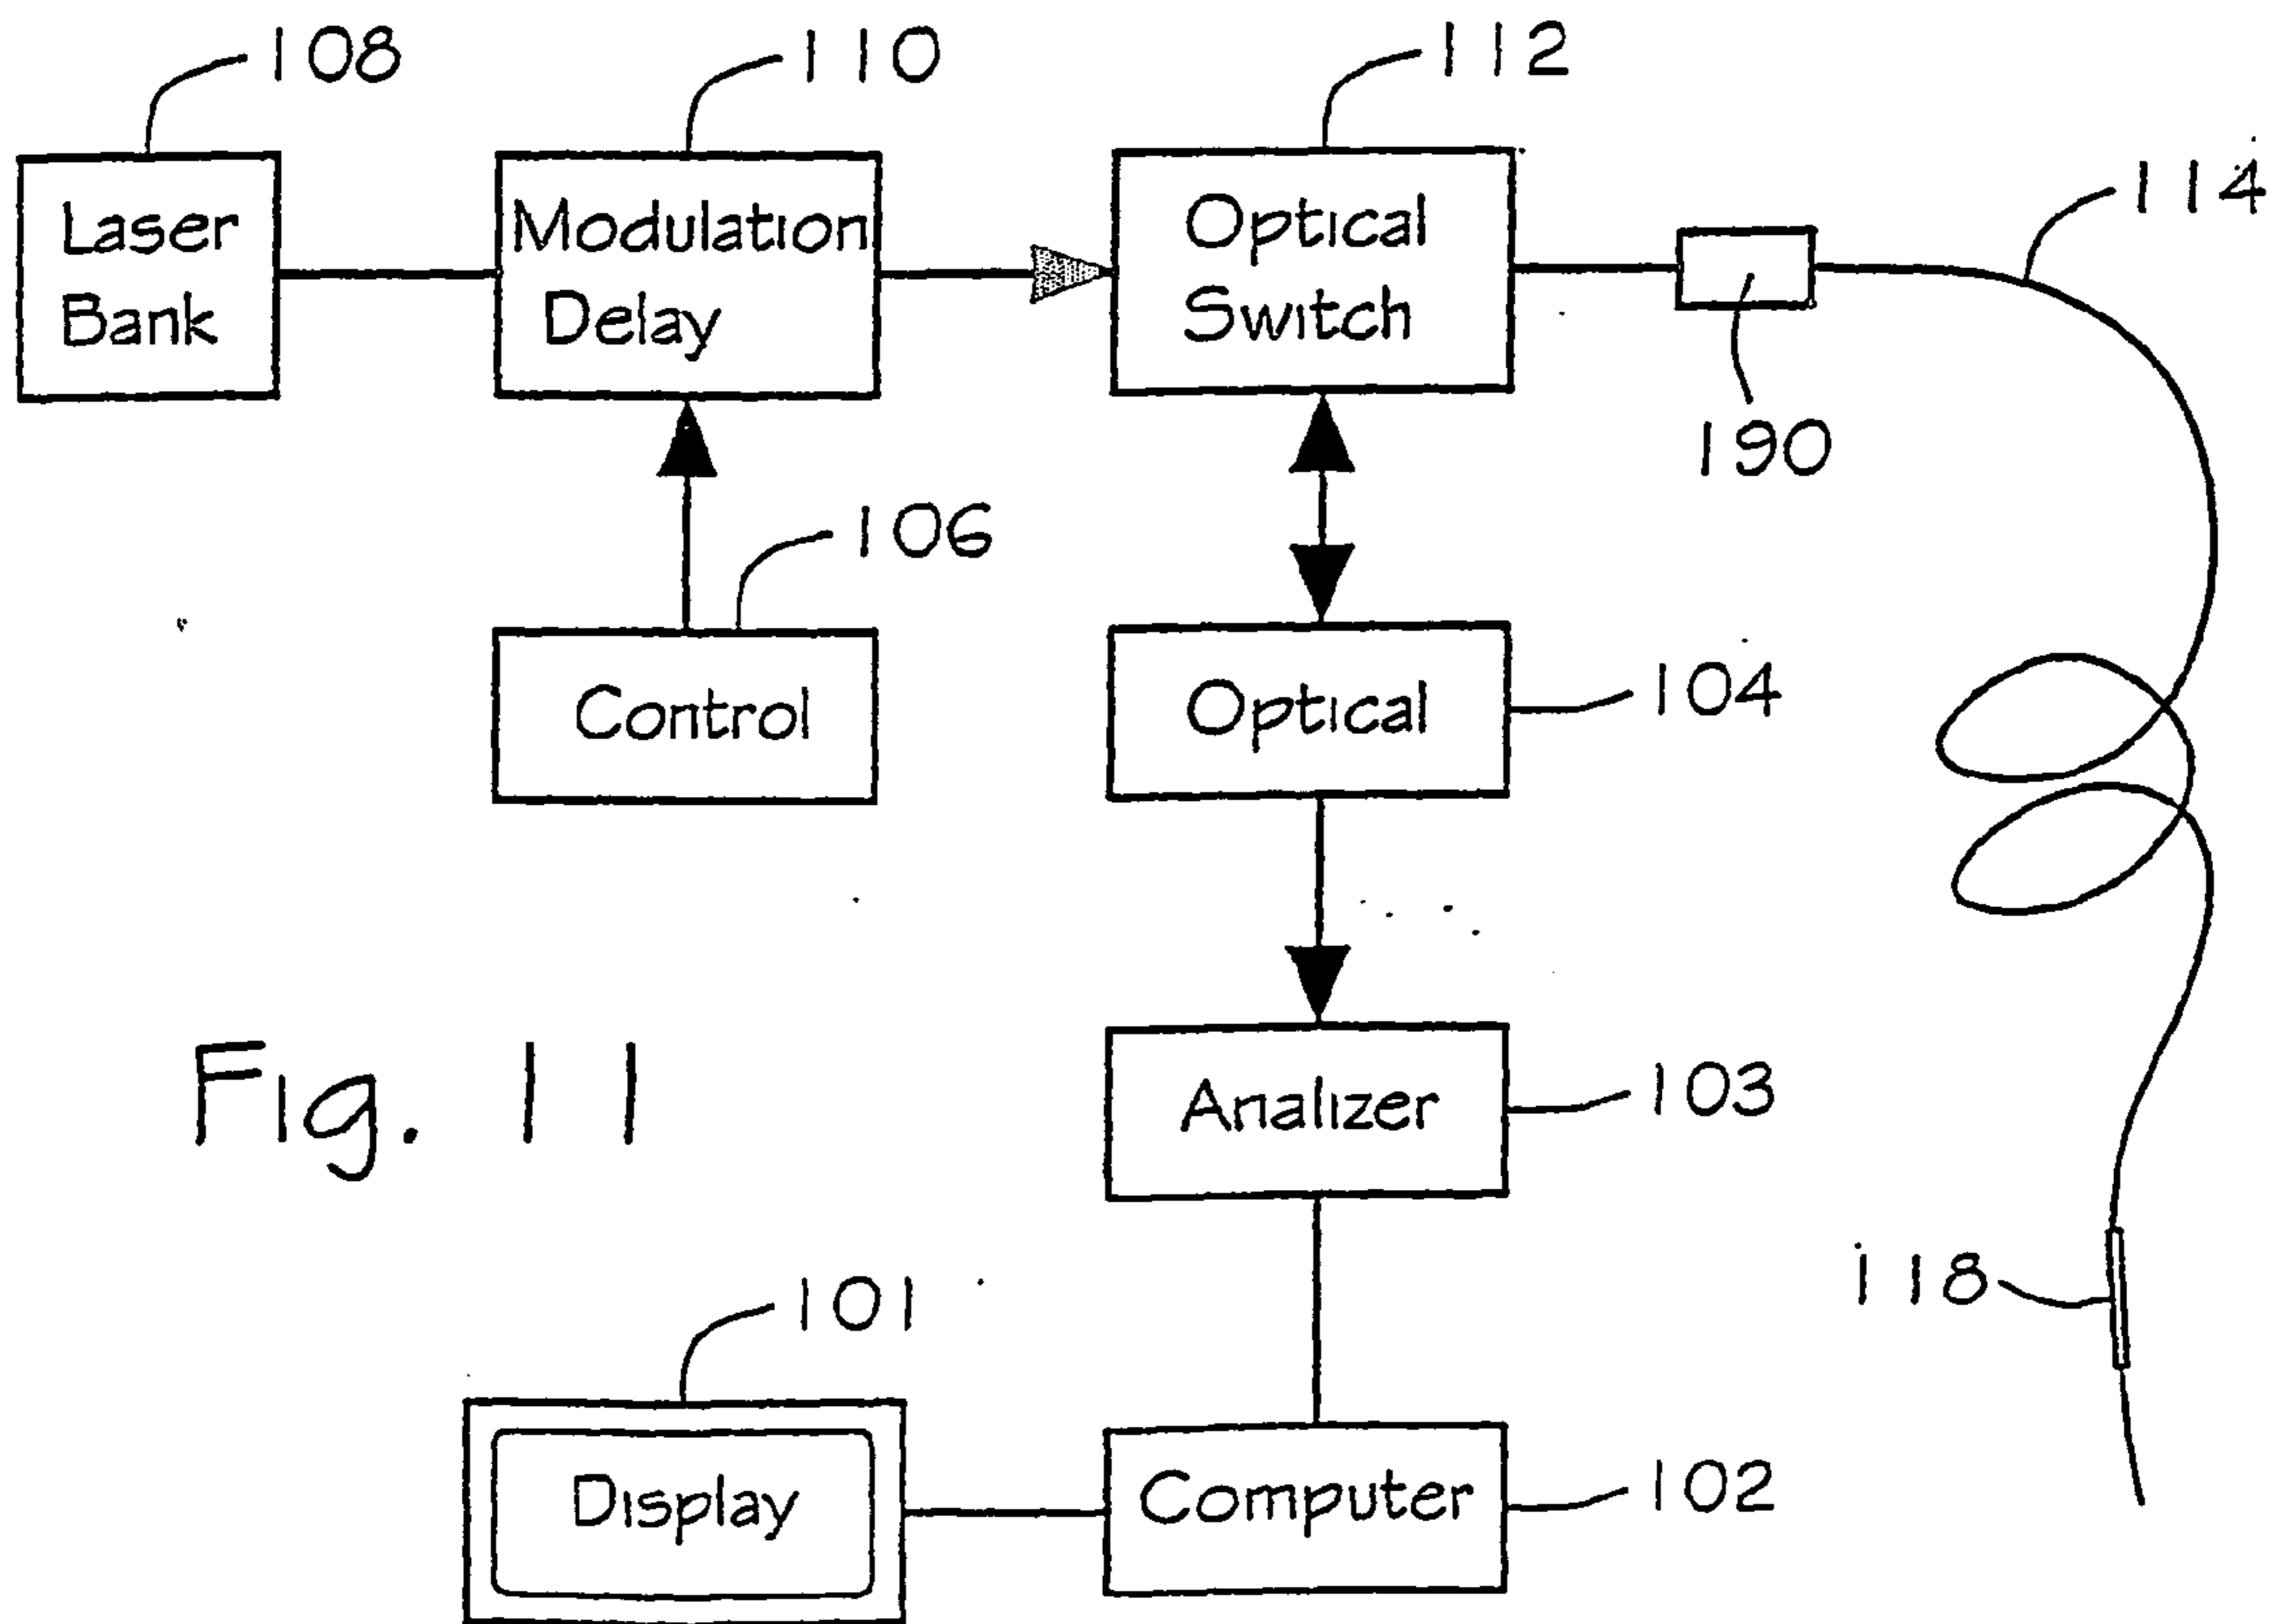 108
110
112
114
Laser
Bank
Modulation
Delay
Optical
Switch
190
106
Control
Optical
104
Fig. 11
Analizer
103
118
101
Display
Computer
102